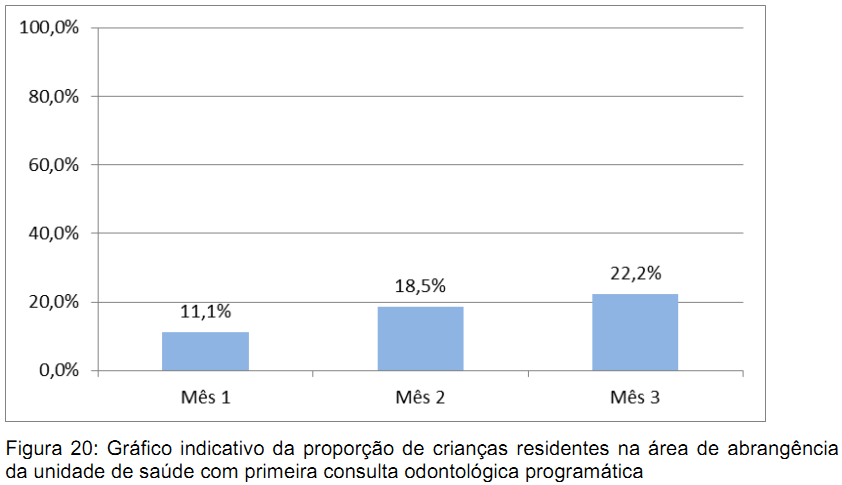 100,0%
80,0%
60,0%
40,0%
20,0%
0,0%
11,1%
18,5%
22,2%
Mês 1
Mês 2
Mês 3
Figura 20: Gráfico indicativo da proporção de crianças residentes na área de abrangência
da unidade de saúde com primeira consulta odontológica programática